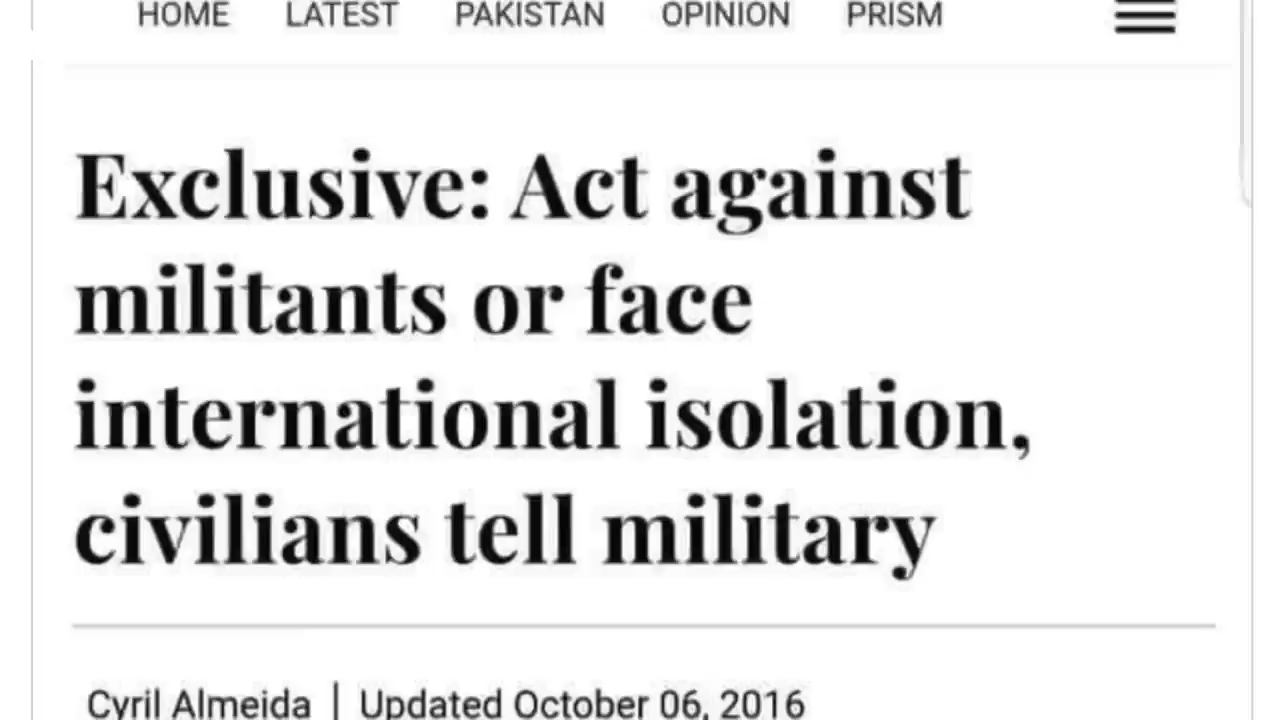 HOME LATEST PAKISTAN OPINION PRISM
Exclusive: Act against
militants or face
international isolation,
civilians tell military
Cyril Almeida | Updated October 06, 2016